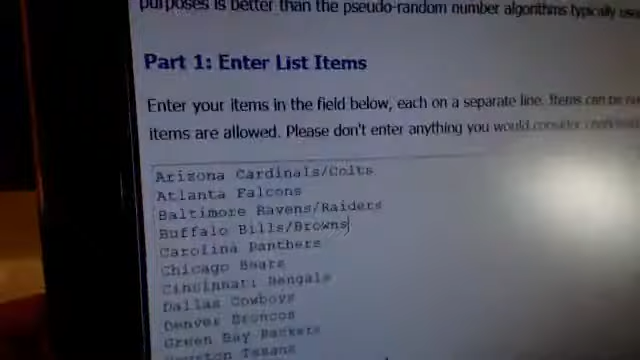 purposes is better than the pseudo-random number algorithms typically used
Part 1: Enter List Items
Enter your items in the field below, each on a separate line. Items can be
items are allowed. Please don't enter anything you would consider
Arizona Cardinals/Colts
Atlanta Falcons
Baltimore Ravens/Raiders
Buffalo Bills/Browns
Carolina Panthers
Chicago Bears
Cincinnati Bengals
Dallas Cowboys
Denver Broncos
Green Bay Packers
Houston Texans